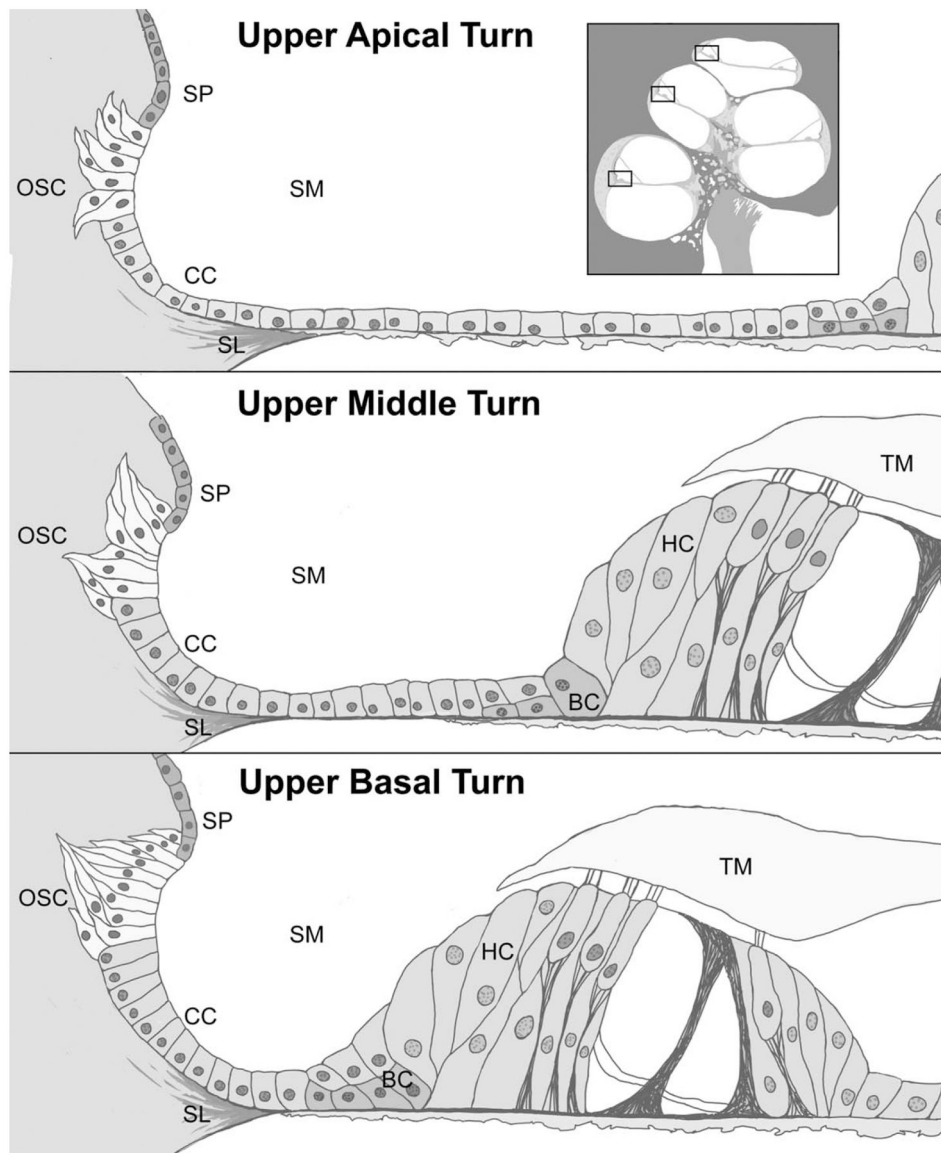 Upper Apical Turn
SP
OSC
SM
CC
SL
Upper Middle Turn
TM
SP
OSC
HC
SM
CC
BC
SL
Upper Basal Turn
SP
TM
OSC
SM
HC
CC
BC
SL